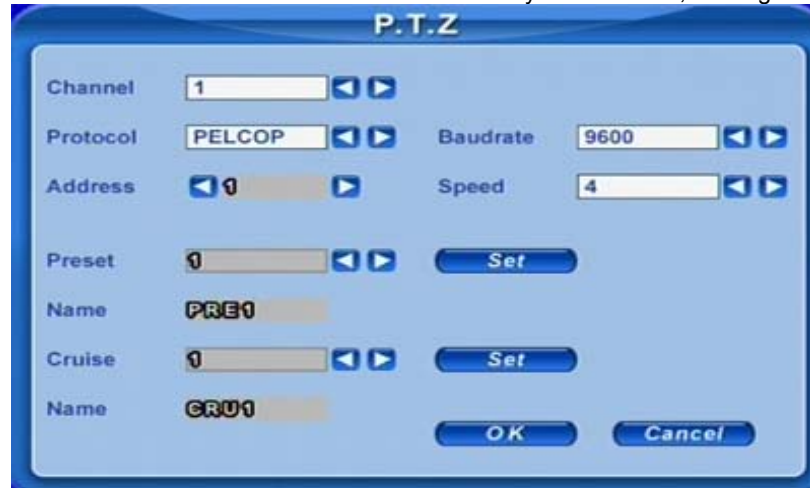 P.T.Z
Channel 1
Protocol PELCOP Baudrate 9600
Address 1 Speed 4
Preset 1 Set
Name PRE1
Cruise 1 Set
Name CRU1
OK Cancel